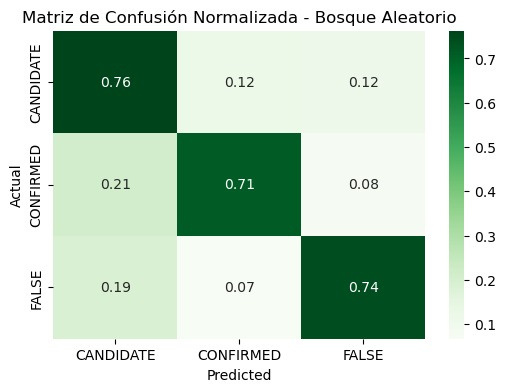 Matriz de Confusión Normalizada - Bosque Aleatorio
Actual
CANDIDATE
0.76 0.12 0.12
CONFIRMED
0.21 0.71 0.08
FALSE
0.19 0.07 0.74
CANDIDATE CONFIRMED FALSE
Predicted
0.7
0.6
0.5
0.4
0.3
0.2
0.1